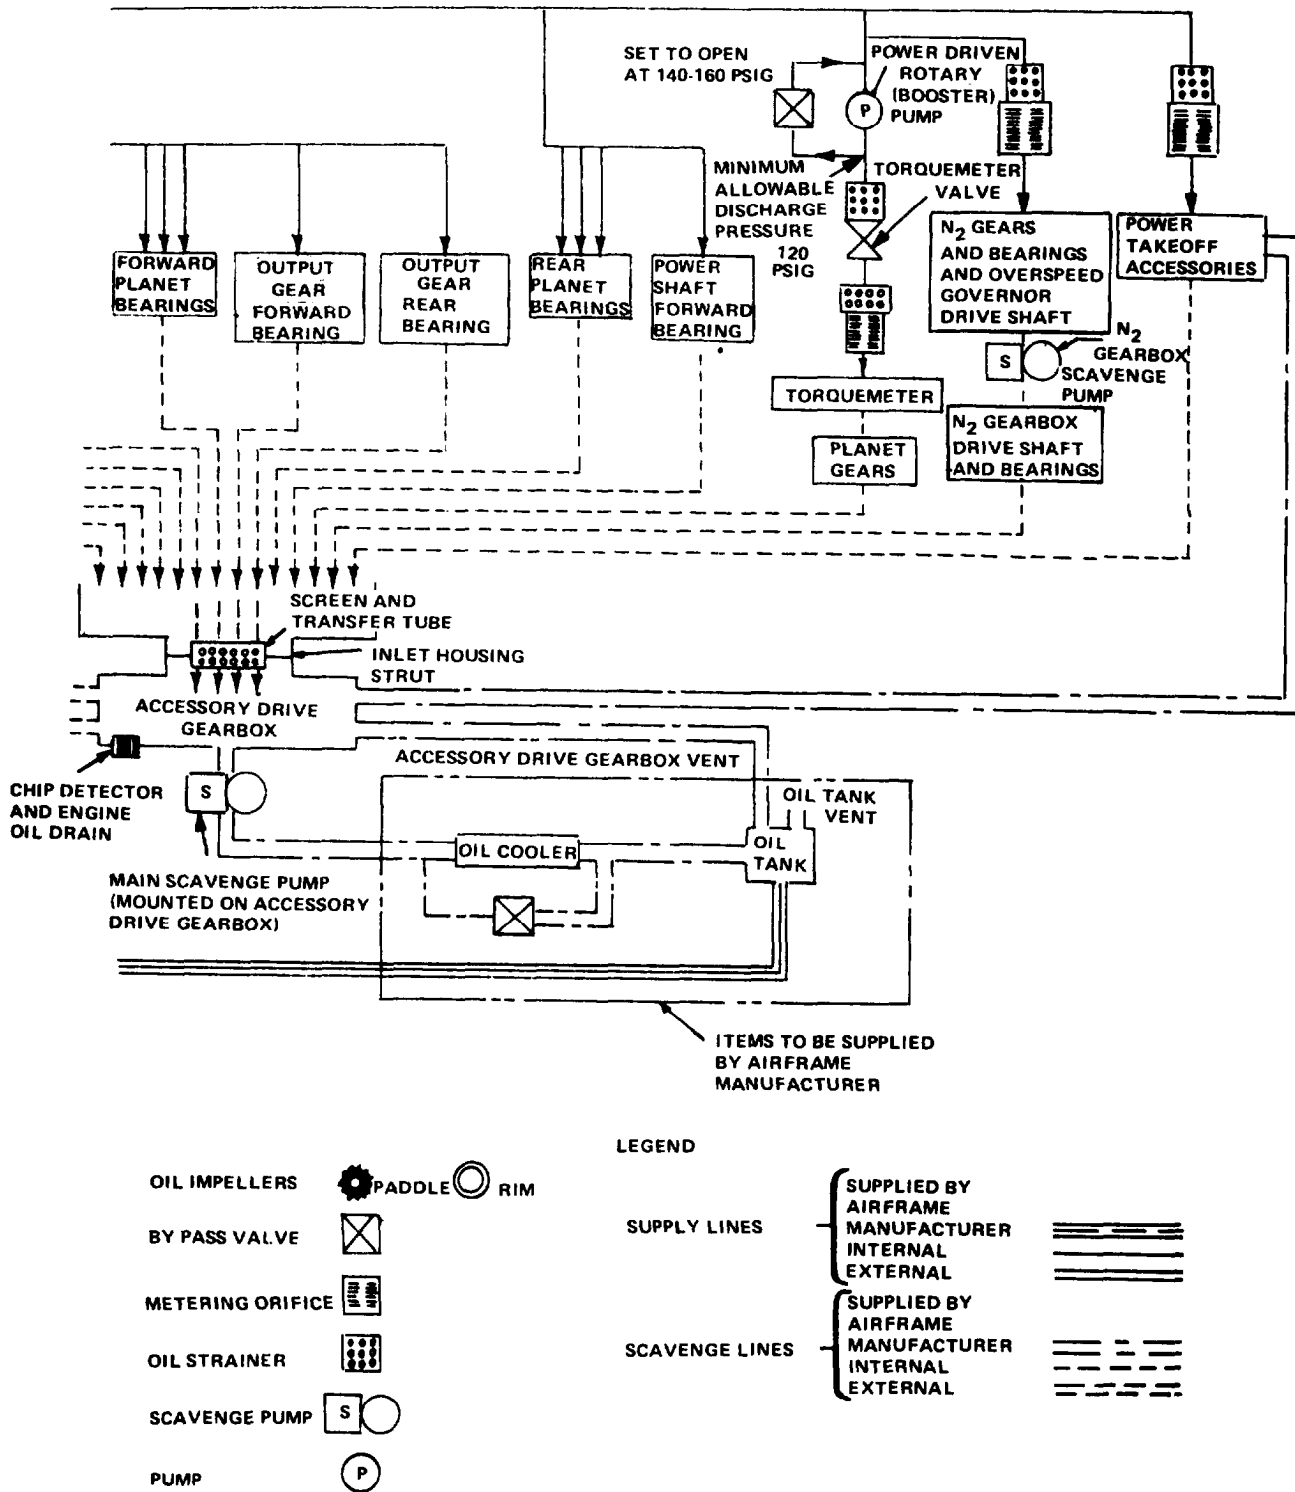 SET TO OPEN
AT 140-160 PSIG
POWER DRIVEN
ROTARY
(BOOSTER)
PUMP
P
MINIMUM
ALLOWABLE
DISCHARGE
PRESSURE
120
PSIG
TORQUEMETER
VALVE
FORWARD
PLANET
BEARINGS
OUTPUT
GEAR
FORWARD
BEARING
OUTPUT
GEAR
REAR
BEARING
REAR
PLANET
BEARINGS
POWER
SHAFT
FORWARD
BEARING
N2 GEARS
AND BEARINGS
AND OVERSPEED
GOVERNOR
DRIVE SHAFT
POWER
TAKEOFF
ACCESSORIES
S
N2
GEARBOX
SCAVENGE
PUMP
TORQUEMETER
PLANET
GEARS
N2 GEARBOX
DRIVE SHAFT
AND BEARINGS
SCREEN AND
TRANSFER TUBE
INLET HOUSING
STRUT
ACCESSORY DRIVE
GEARBOX
ACCESSORY DRIVE GEARBOX VENT
CHIP DETECTOR
AND ENGINE
OIL DRAIN
S
OIL TANK
VENT
OIL COOLER
OIL
TANK
MAIN SCAVENGE PUMP
(MOUNTED ON ACCESSORY
DRIVE GEARBOX)
ITEMS TO BE SUPPLIED
BY AIRFRAME
MANUFACTURER
LEGEND
OIL IMPELLERS PADDLE RIM
BY PASS VALVE
METERING ORIFICE
OIL STRAINER
SCAVENGE PUMP S
PUMP P
SUPPLY LINES
SUPPLIED BY
AIRFRAME
MANUFACTURER
INTERNAL
EXTERNAL
SCAVENGE LINES
SUPPLIED BY
AIRFRAME
MANUFACTURER
INTERNAL
EXTERNAL